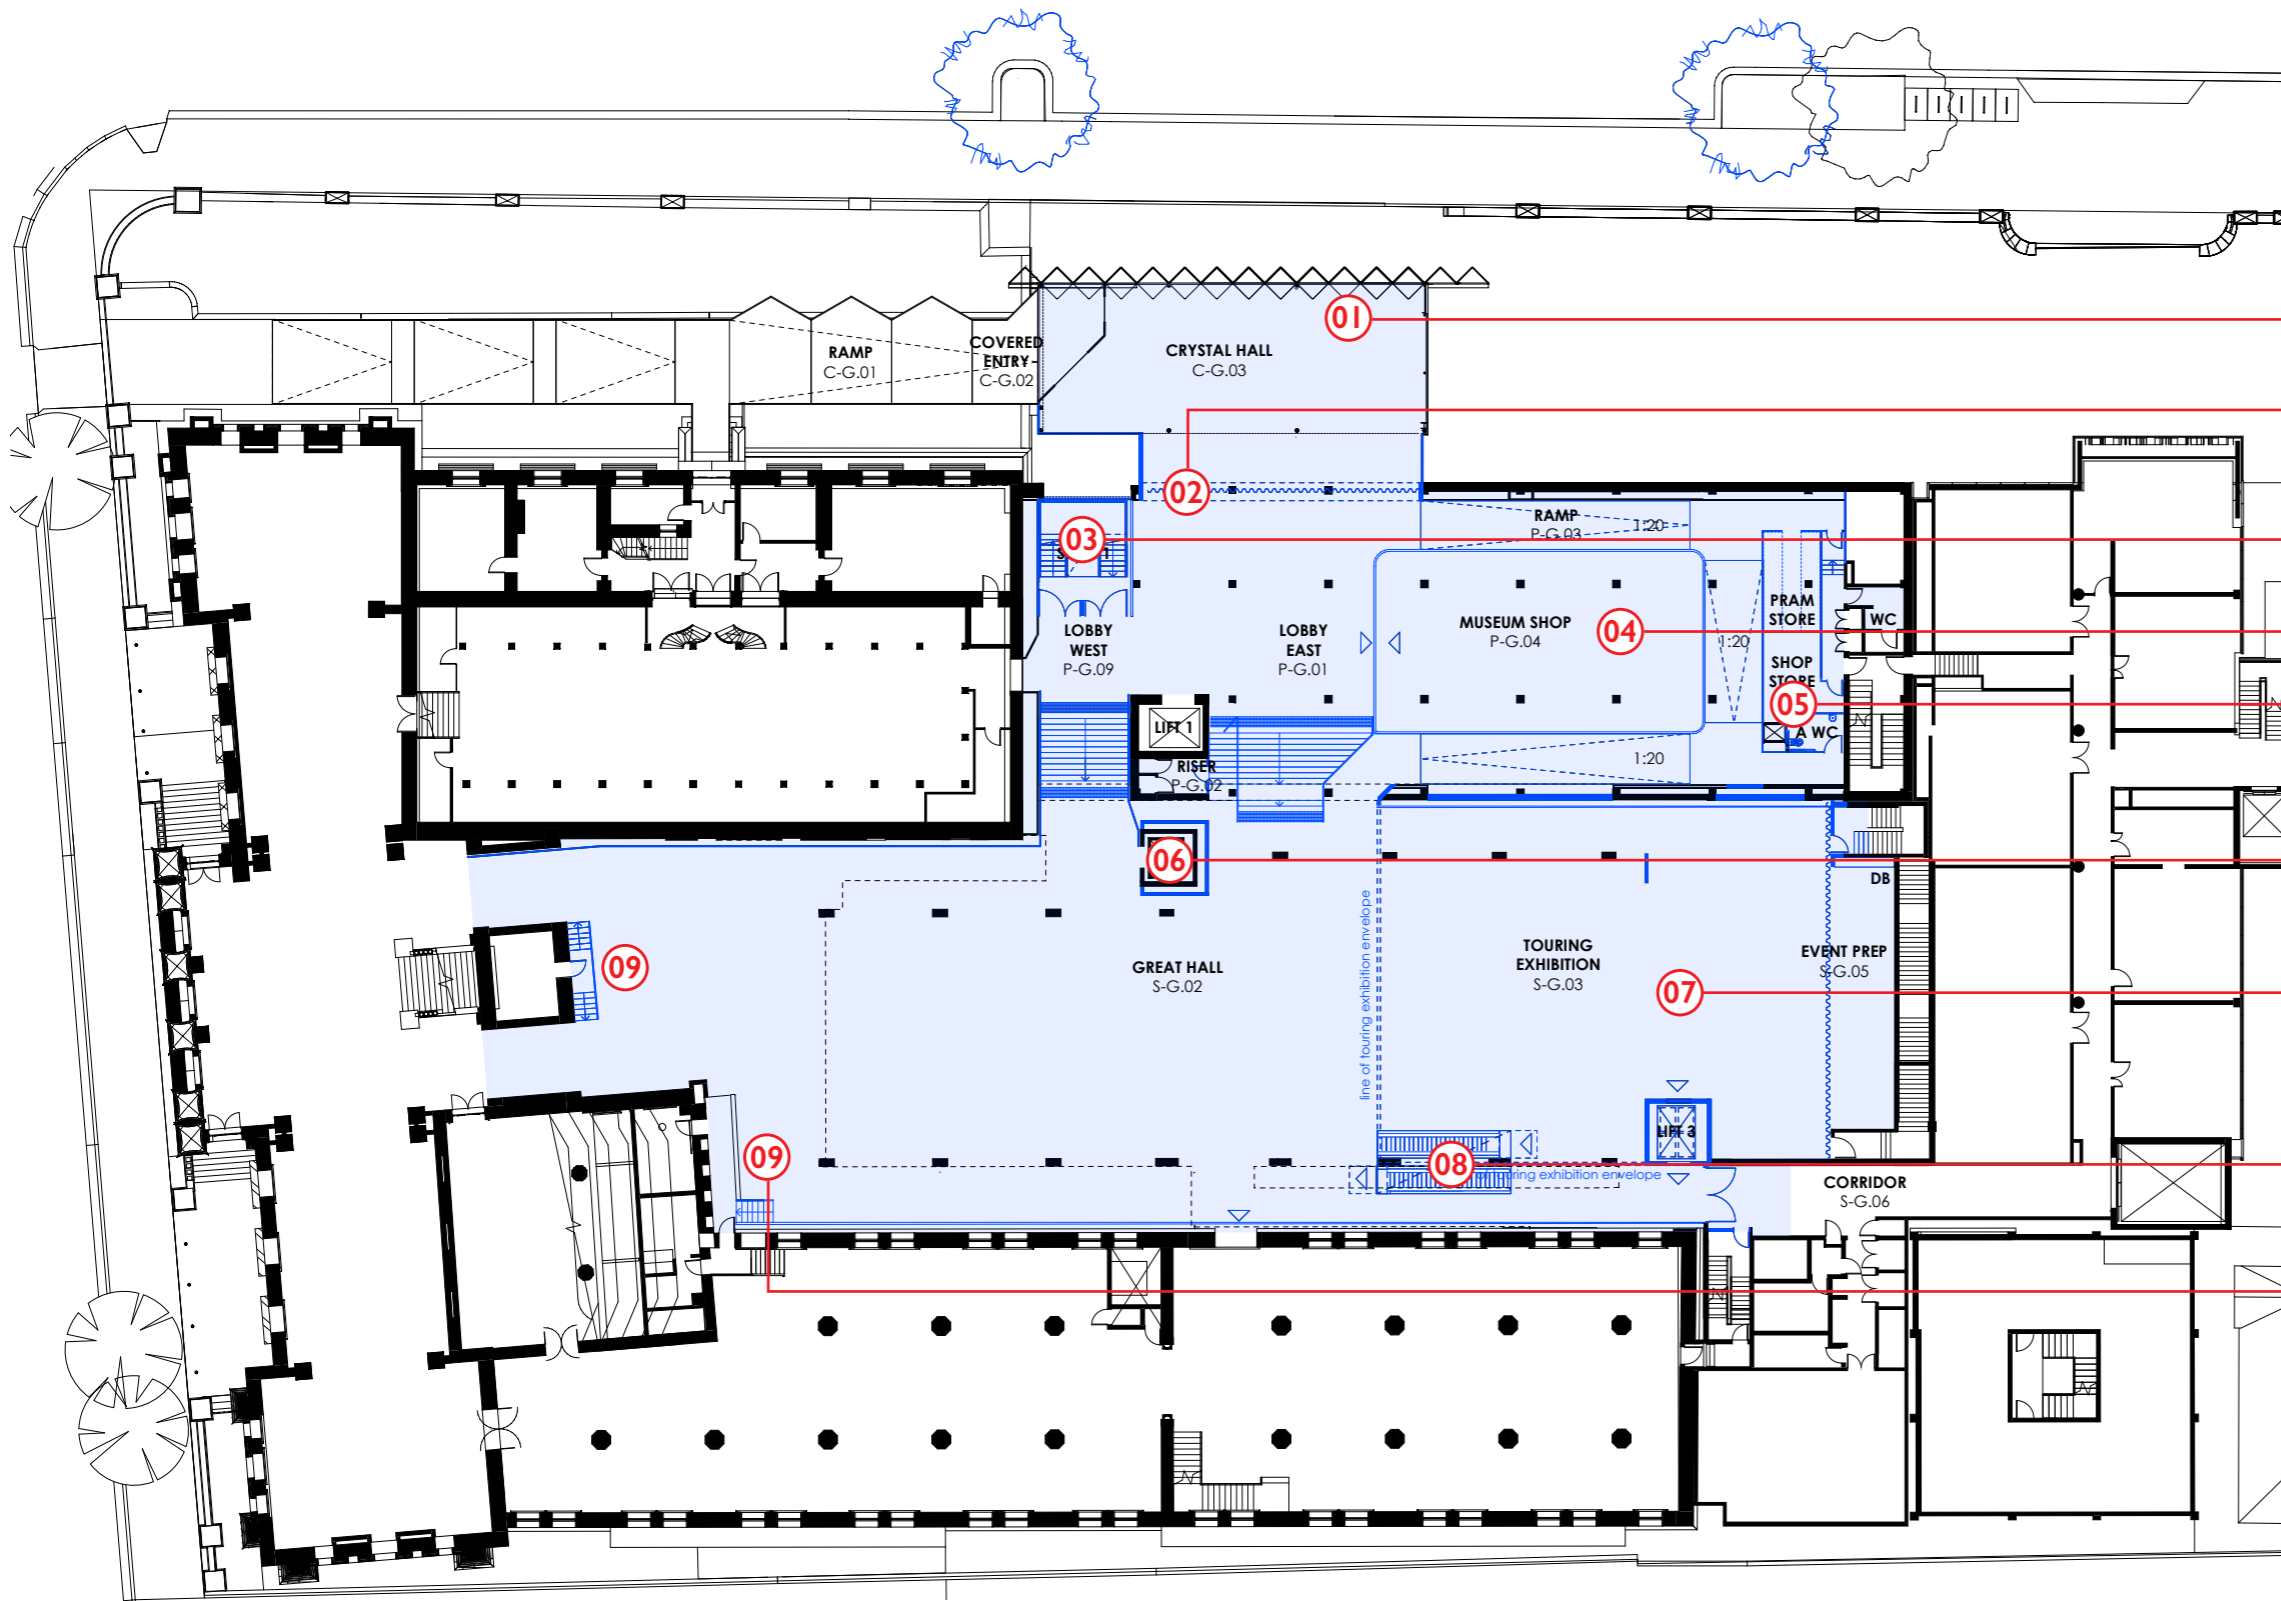 01
RAMP
C-G.01
COVERED
ENTRY
C-G.02
CRYSTAL HALL
C-G.03
02
03
RAMP
P-G.03
1:20
LOBBY
WEST
P-G.09
LOBBY
EAST
P-G.01
MUSEUM SHOP
P-G.04
04
1:20
PRAM
STORE
WC
SHOP
STORE
05
A WC
LIFT 1
RISER
P-G.02
1:20
06
DB
line of touring exhibition envelope
09
GREAT HALL
S-G.02
TOURING
EXHIBITION
S-G.03
EVENT PREP
S-G.05
07
LIFT 3
09
08
touring exhibition envelope
CORRIDOR
S-G.06